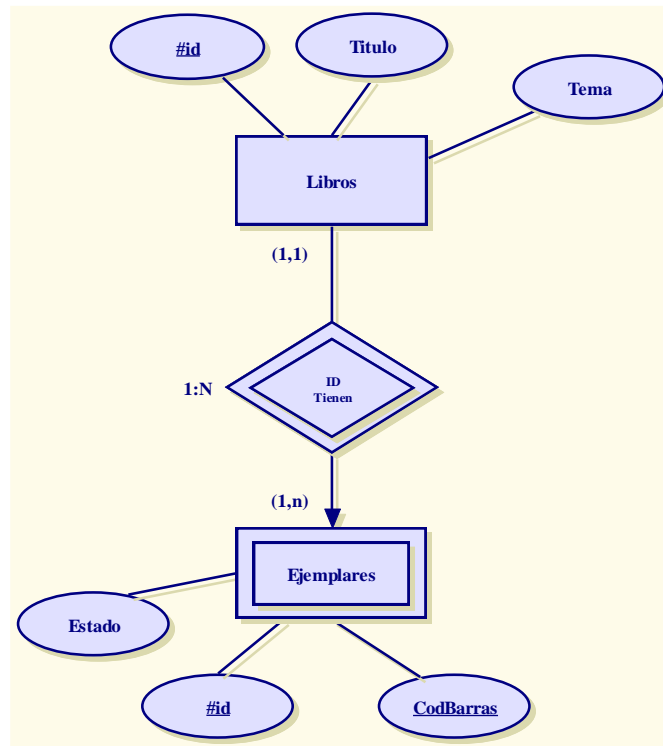 #id
Titulo
Tema
Libros
(1,1)
1:N
ID
Tienen
(1,n)
Ejemplares
Estado
#id
CodBarras